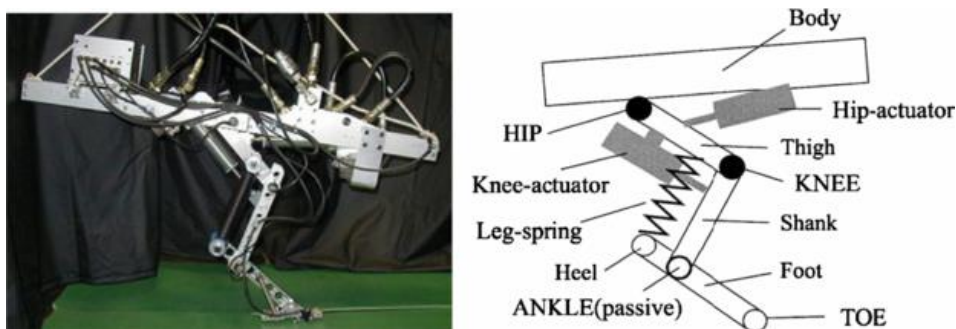 Body
HIP
Hip-actuator
Thigh
Knee-actuator
KNEE
Leg-spring
Shank
Heel
Foot
ANKLE(passive)
TOE